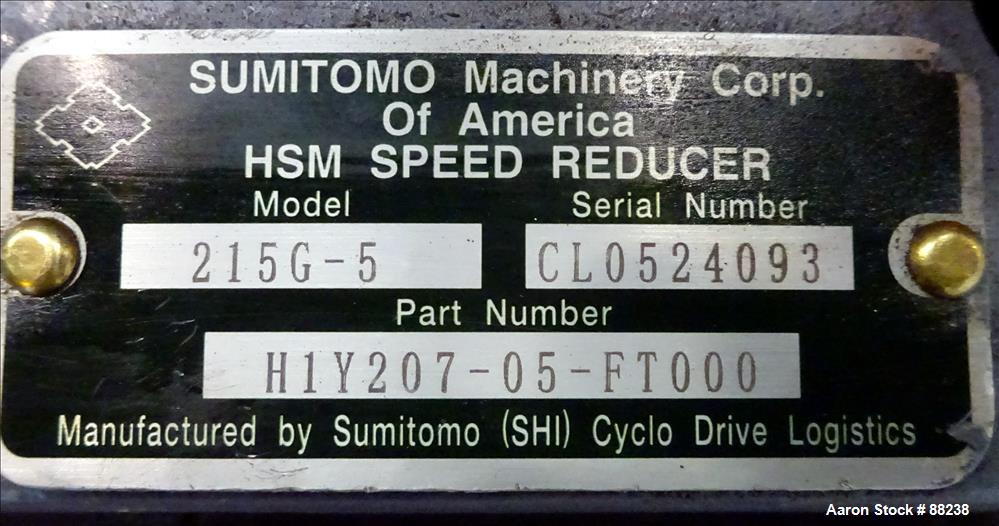 SUMITOMO Machinery Corp.
Of America
HSM SPEED REDUCER
Model
Serial Number
215G-5
CL0524093
Part Number
H1Y207-05-FT000
Manufactured by Sumitomo (SHI) Cyclo Drive Logistics
Aaron Stock # 88238